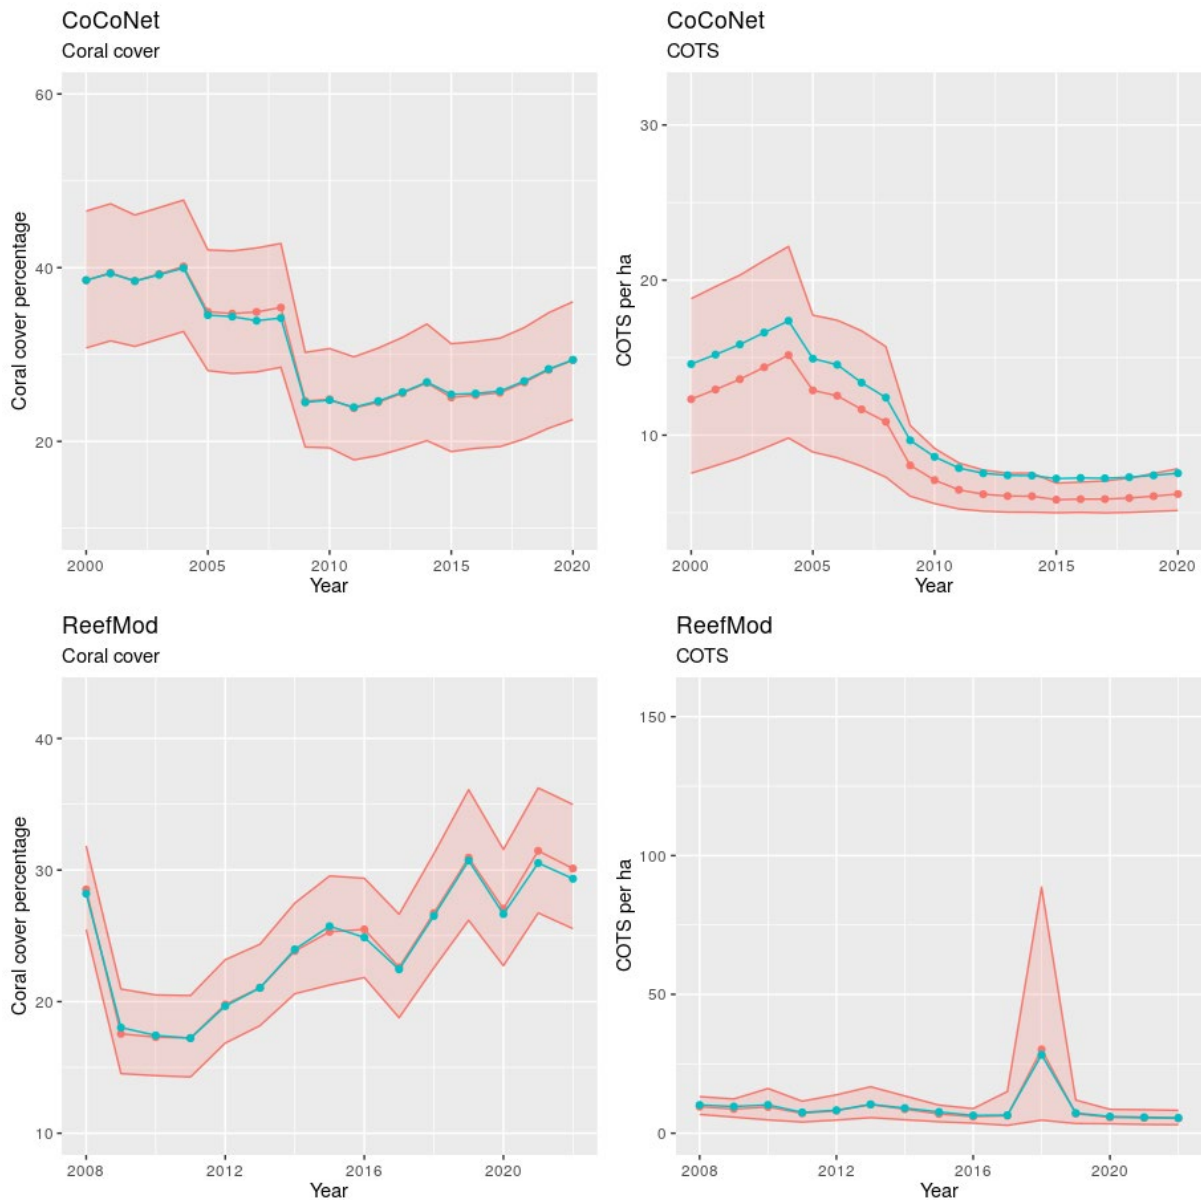 CoCoNet
Coral cover
60
40
20
Coral cover percentage
2000 2005 2010 2015 2020
Year
CoCoNet
COTS
30
20
10
COTS per ha
2000 2005 2010 2015 2020
Year
ReefMod
Coral cover
40
30
20
10
Coral cover percentage
2008 2012 2016 2020
Year
ReefMod
COTS
150
100
50
0
COTS per ha
2008 2012 2016 2020
Year